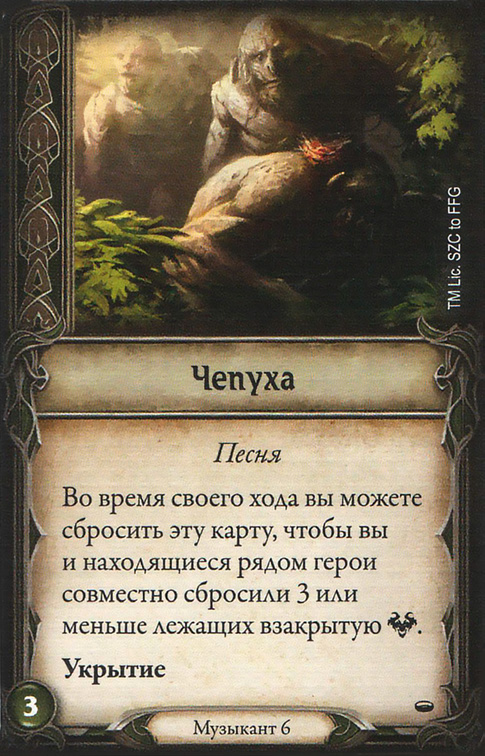 TM Lic. SZC to FFG
Чепуха
Песня
Во время своего хода вы можете
сбросить эту карту, чтобы вы
и находящиеся рядом герои
совместно сбросили 3 или
меньше лежащих взакрытую .
Укрытие
3
Музыкант 6